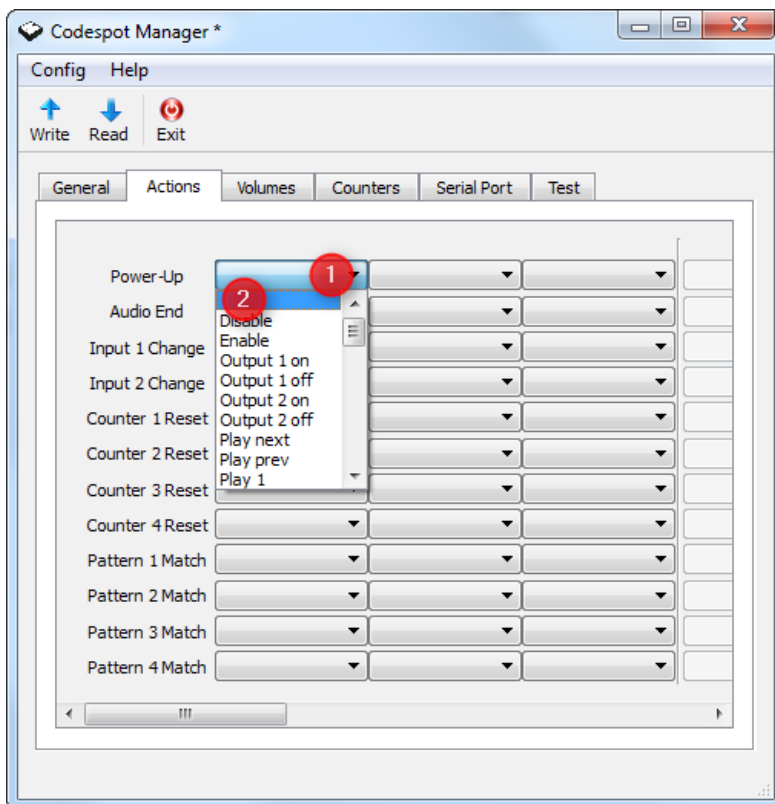 Codespot Manager *
Config Help
Write Read Exit
General Actions Volumes Counters Serial Port Test
Power-Up 1
2
Audio End Disable
Input 1 Change Enable
Output 1 on
Input 2 Change Output 1 off
Output 2 on
Counter 1 Reset Output 2 off
Play next
Counter 2 Reset Play prev
Play 1
Counter 3 Reset
Counter 4 Reset
Pattern 1 Match
Pattern 2 Match
Pattern 3 Match
Pattern 4 Match